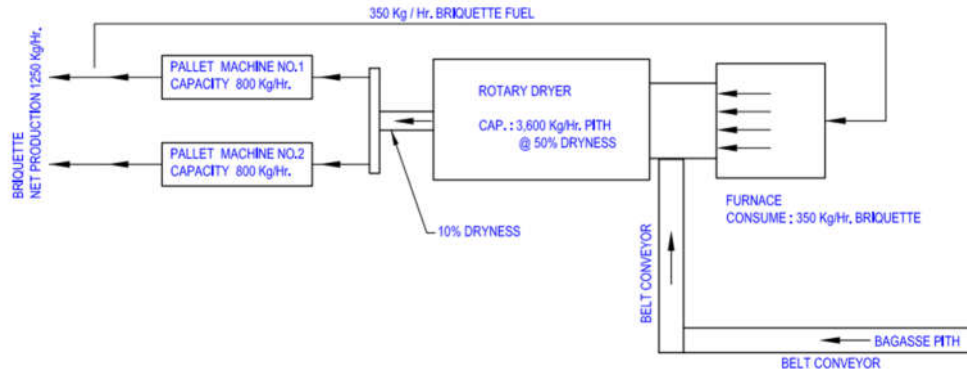 350 Kg / Hr. BRIQUETTE FUEL
BRIQUETTE
NET PRODUCTION 1250 Kg/Hr.
PALLET MACHINE NO.1
CAPACITY 800 Kg/Hr.
PALLET MACHINE NO.2
CAPACITY 800 Kg/Hr.
ROTARY DRYER
CAP. : 3,600 Kg/Hr. PITH
@ 50% DRYNESS
10% DRYNESS
FURNACE
CONSUME : 350 Kg/Hr. BRIQUETTE
BELT CONVEYOR
BAGASSE PITH
BELT CONVEYOR